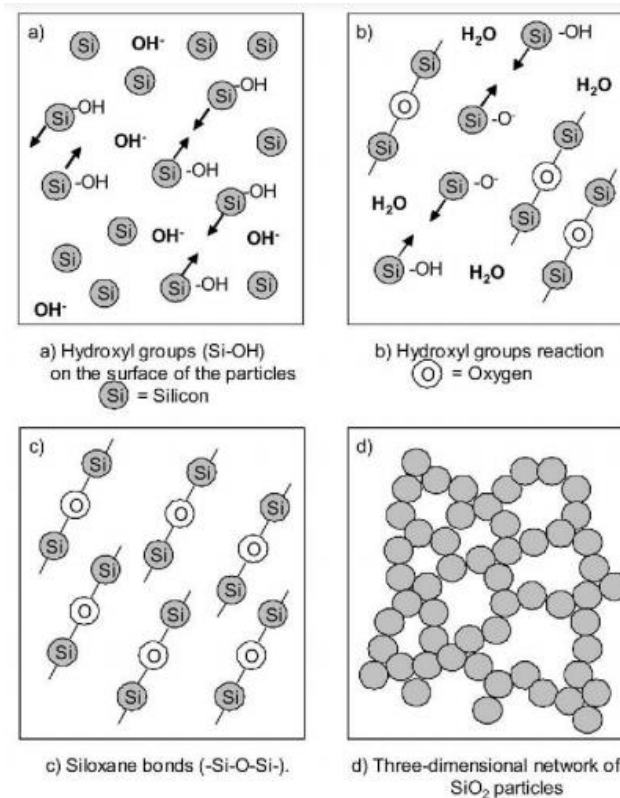 a)
Si OH⁻ Si Si
Si Si -OH
Si -OH
OH⁻ Si
Si -OH Si -OH
Si -OH
Si OH⁻ OH⁻
Si
Si Si -OH Si
OH⁻
a) Hydroxyl groups (Si-OH)
on the surface of the particles
Si = Silicon
b)
H₂O Si -OH
Si
O H₂O
Si -O⁻
Si Si
O Si
H₂O Si -O⁻
Si O
Si -OH H₂O Si
b) Hydroxyl groups reaction
O = Oxygen
c)
Si Si
O O Si
Si Si O
Si Si
O Si Si
Si O O
Si Si
c) Siloxane bonds (-Si-O-Si-).
d)
d) Three-dimensional network of
SiO₂ particles